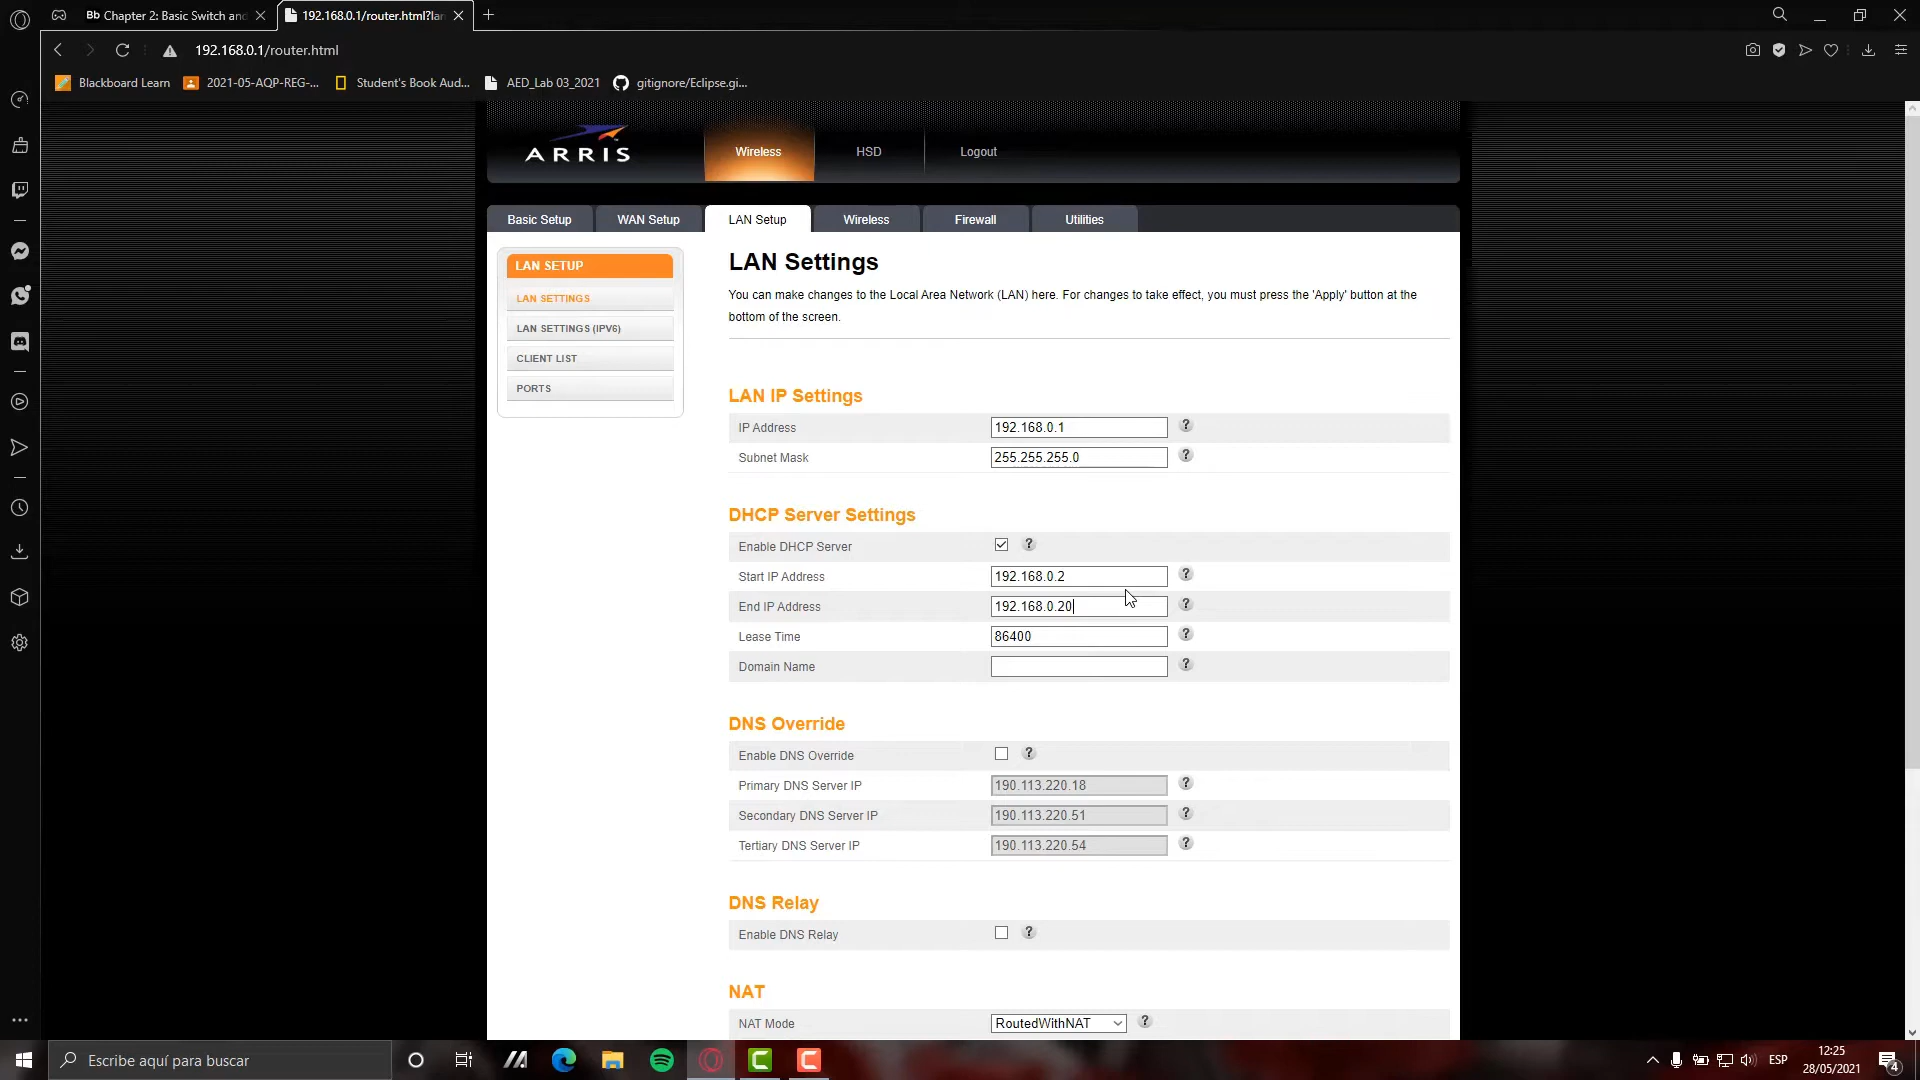 Bb Chapter 2: Basic Switch and
192.168.0.1/router.html?la
192.168.0.1/router.html
Blackboard Learn
2021-05-AQP-REG-...
Student's Book Aud...
AED_Lab 03_2021
gitignore/Eclipse.gi...
ARRIS
Wireless
HSD
Logout
Basic Setup
WAN Setup
LAN Setup
Wireless
Firewall
Utilities
LAN SETUP
LAN SETTINGS
LAN SETTINGS (IPV6)
CLIENT LIST
PORTS
LAN Settings
You can make changes to the Local Area Network (LAN) here. For changes to take effect, you must press the 'Apply' button at the
bottom of the screen.
LAN IP Settings
IP Address 192.168.0.1 ?
Subnet Mask 255.255.255.0 ?
DHCP Server Settings
Enable DHCP Server ?
Start IP Address 192.168.0.2 ?
End IP Address 192.168.0.20 ?
Lease Time 86400 ?
Domain Name ?
DNS Override
Enable DNS Override ?
Primary DNS Server IP 190.113.220.18 ?
Secondary DNS Server IP 190.113.220.51 ?
Tertiary DNS Server IP 190.113.220.54 ?
DNS Relay
Enable DNS Relay ?
NAT
NAT Mode RoutedWithNAT ?
Escribe aquí para buscar
ESP
12:25
28/05/2021
4